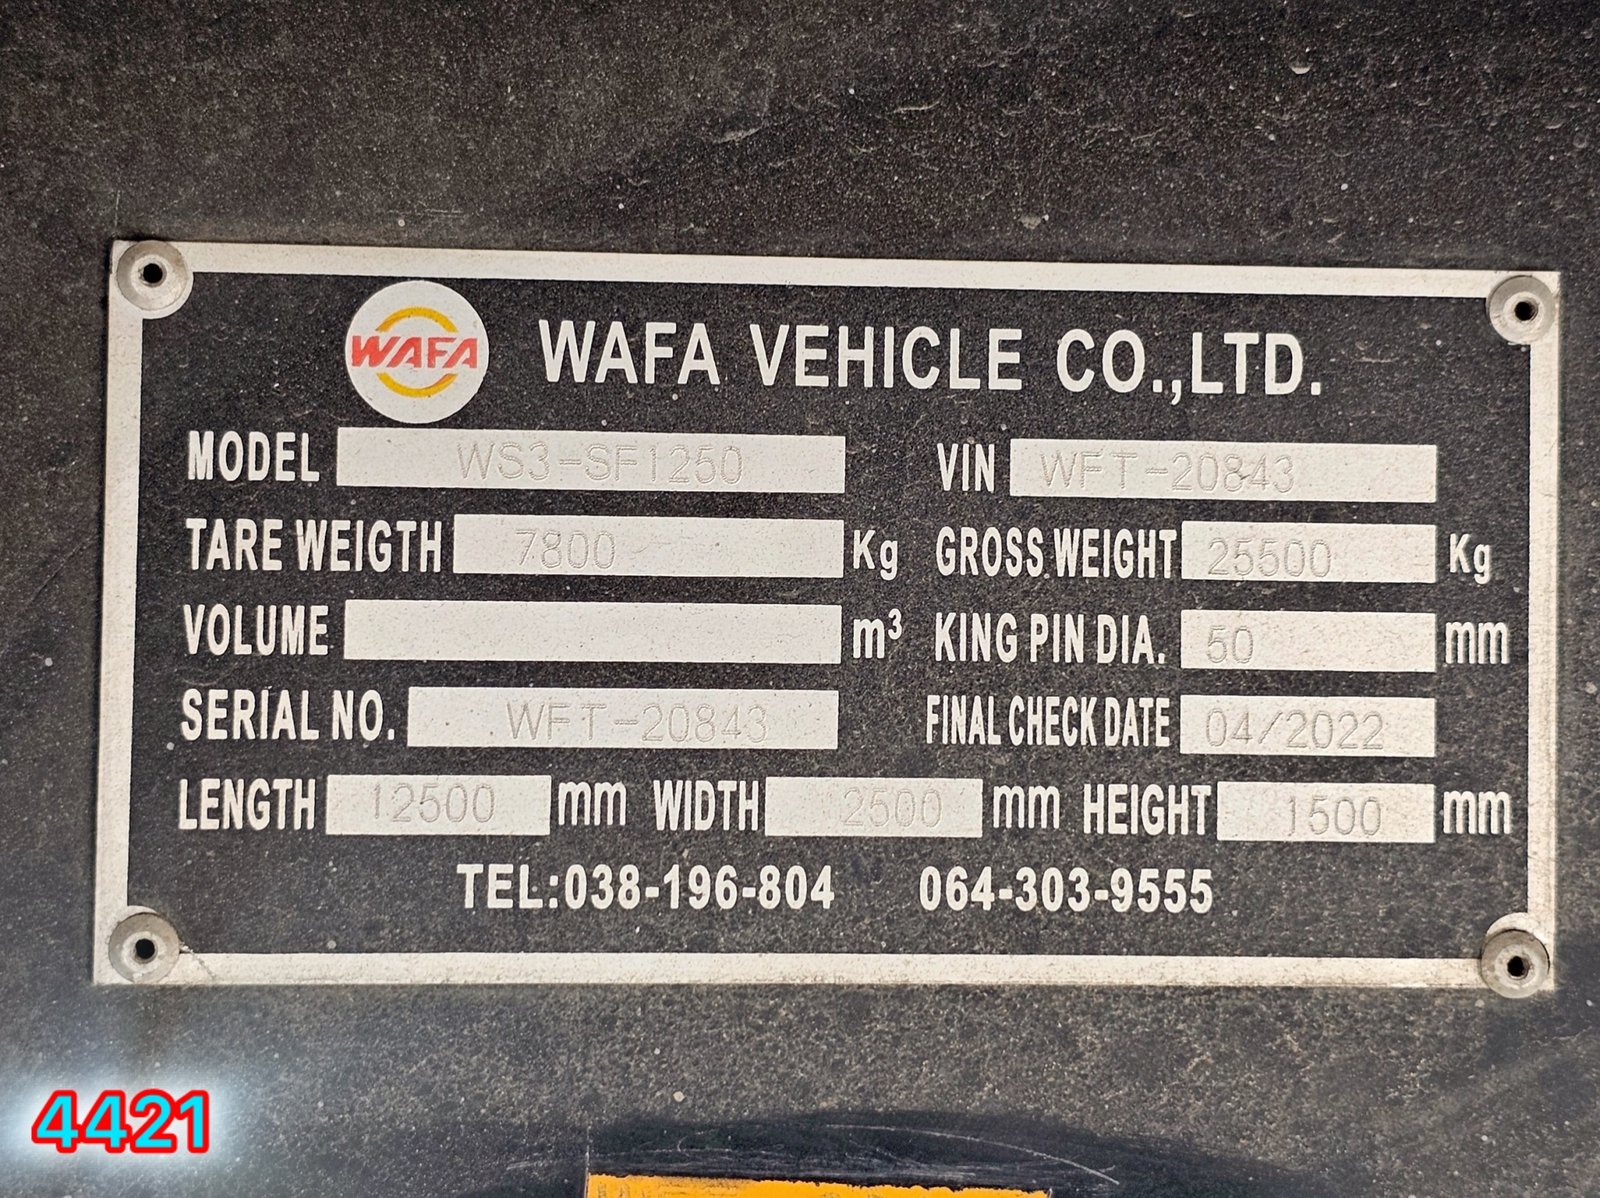 WAFA WAFA VEHICLE CO.,LTD.
MODEL WS3-SF1250 VIN WFT-20843
TARE WEIGTH 7800 Kg GROSS WEIGHT 25500 Kg
VOLUME m³ KING PIN DIA. 50 mm
SERIAL NO. WFT-20843 FINAL CHECK DATE 04/2022
LENGTH 12500 mm WIDTH 2500 mm HEIGHT 1500 mm
TEL:038-196-804 064-303-9555
4421